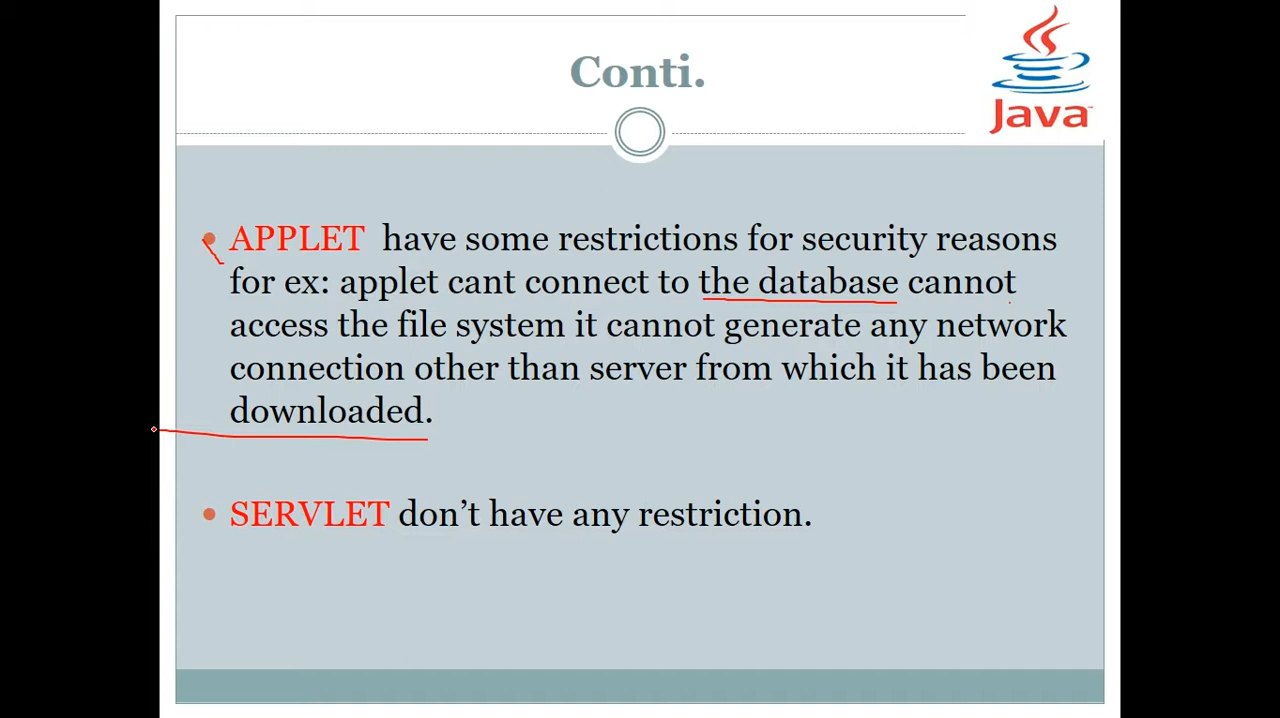 Conti.
Java™
APPLET have some restrictions for security reasons
for ex: applet cant connect to the database cannot
access the file system it cannot generate any network
connection other than server from which it has been
downloaded.
SERVLET don’t have any restriction.